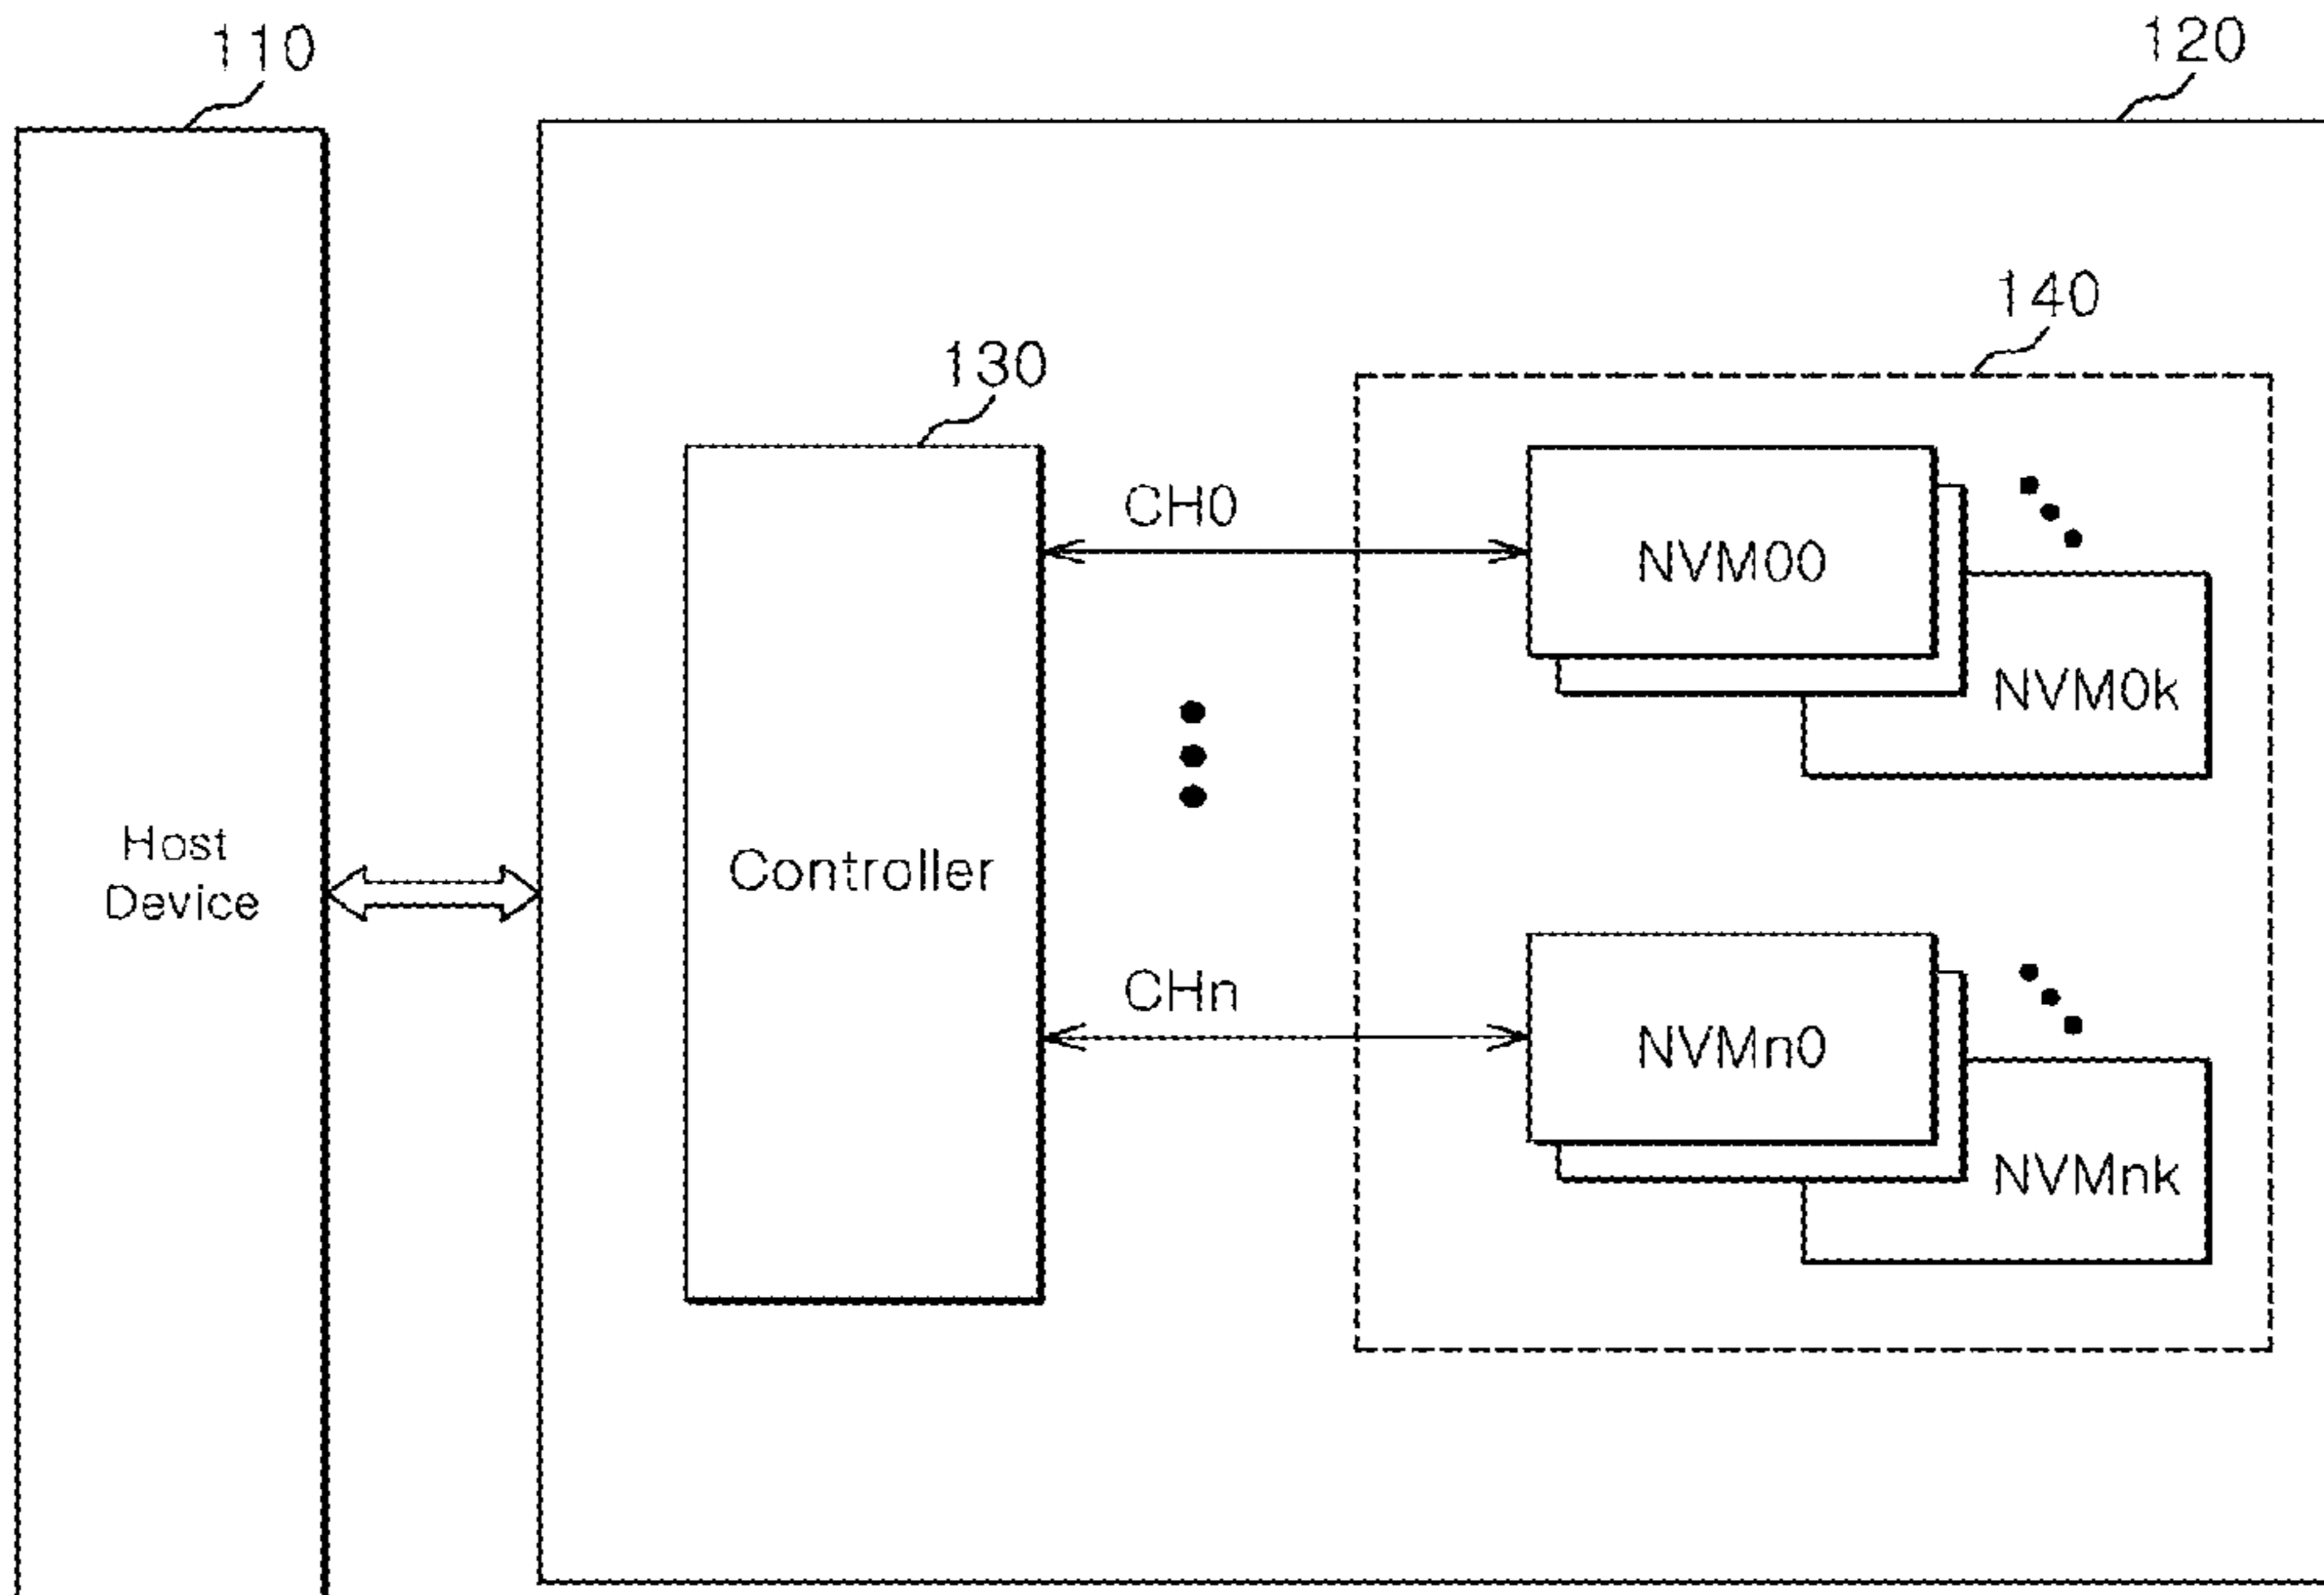 110
120
140
130
CH0
NVM00
NVM0k
Host
Device
Controller
CHn
NVMn0
NVMnk